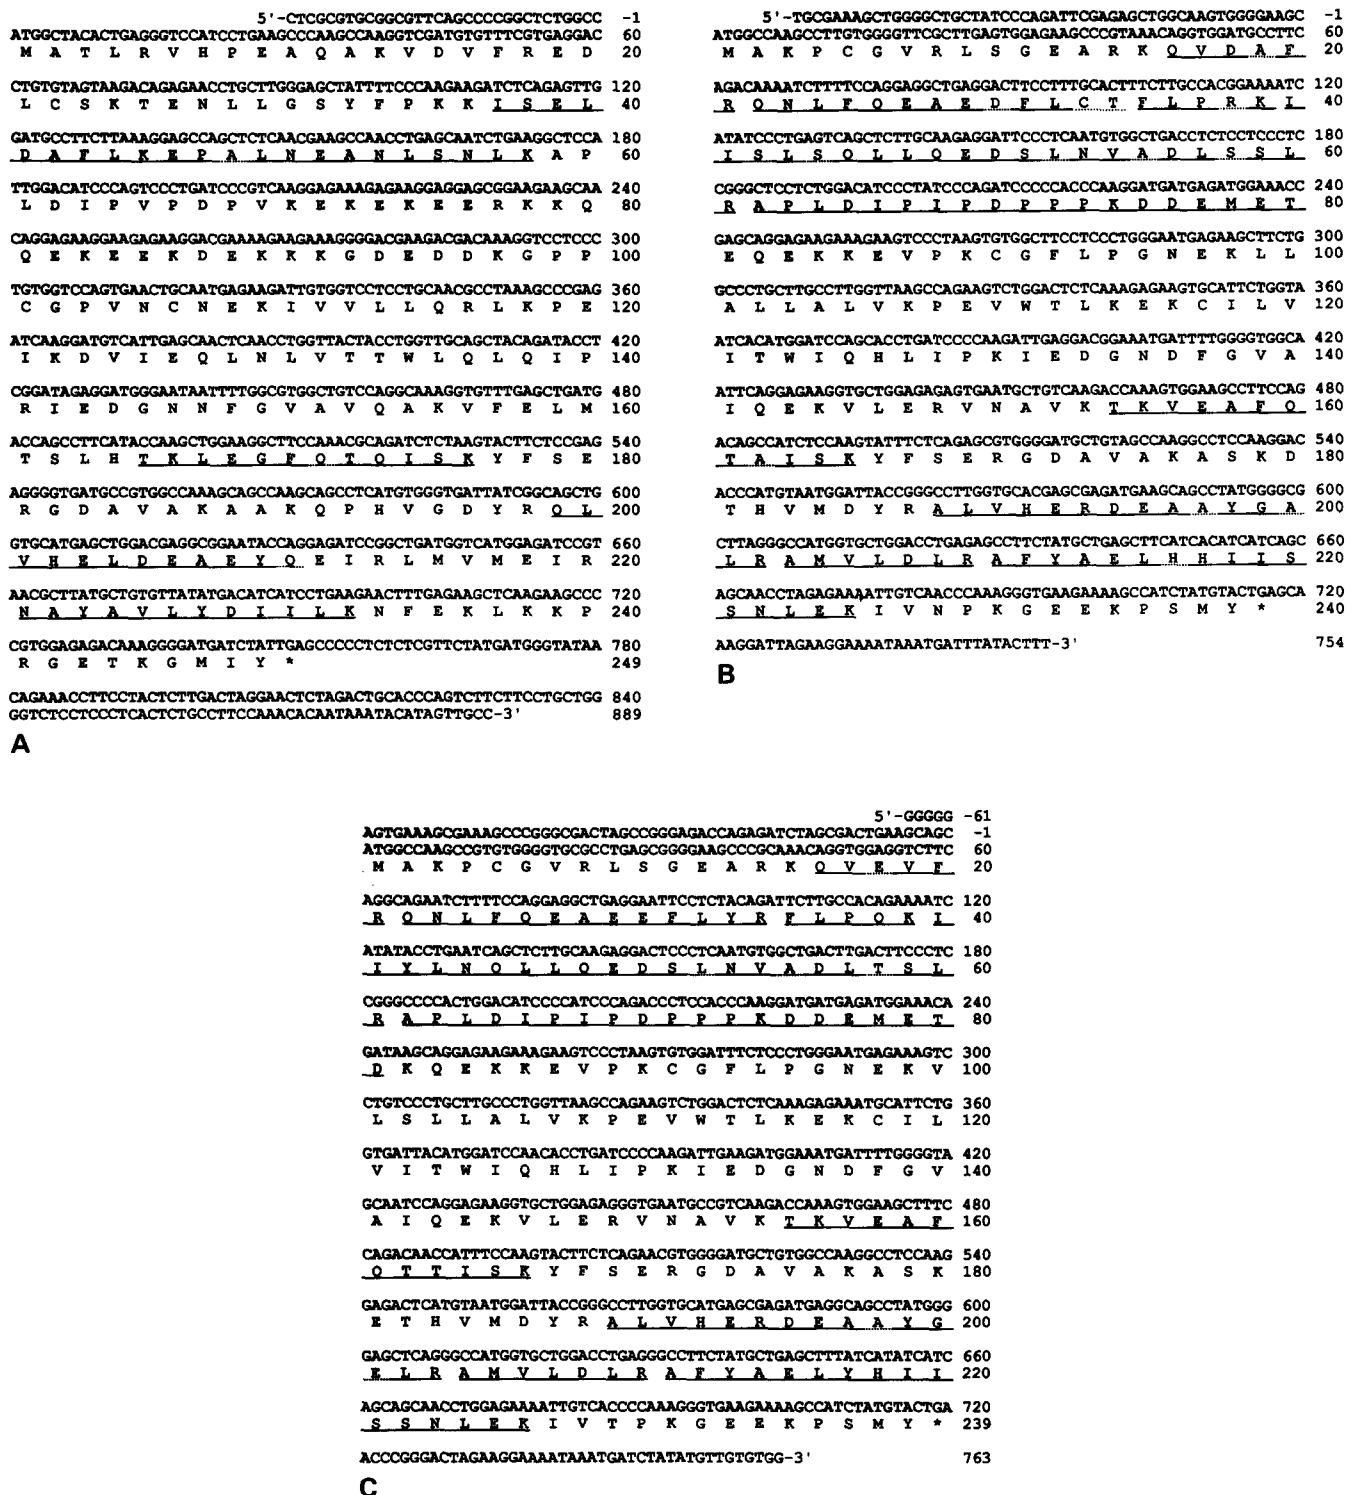 5'-CTCGCGTGCGGCGTTCAGCCCCGGCTCTGGCC -1
ATGGCTACACTGAGGGTCCATCCTGAAGCCCAAGCCAAGGTCGATGTGTTTCGTGAGGAC 60
M A T L R V H P E A Q A K V D V F R E D 20
CTGTGTAGTAAGACAGAGAACCTGCTTGGGAGCTATTTTCCCAAGAAGATCTCAGAGTTG 120
L C S K T E N L L G S Y F P K K I S E L 40
GATGCCTTCTTAAAGGAGCCAGCTCTCAACGAAGCCAACCTGAGCAATCTGAAGGCTCCA 180
D A F L K E P A L N E A N L S N L K A P 60
TTGGACATCCCAGTCCCTGATCCCGTCAAGGAGAAAGAGAAGGAGGAGCGGAAGAAGCAA 240
L D I P V P D P V K E K E K E E R K K Q 80
CAGGAGAAGGAAGAGAAGGACGAAAAGAAGAAAGGGGACGAAGACGACAAAGGTCCTCCC 300
Q E K E E K D E K K K G D E D D K G P P 100
TGTGGTCCAGTGAACTGCAATGAGAAGATTGTGGTCCTCCTGCAACGCCTAAAGCCCGAG 360
C G P V N C N E K I V V L L Q R L K P E 120
ATCAAGGATGTCATTGAGCAACTCAACCTGGTTACTACCTGGTTGCAGCTACAGATACCT 420
I K D V I E Q L N L V T T W L Q L Q I P 140
CGGATAGAGGATGGGAATAATTTTGGCGTGGCTGTCCAGGCAAAGGTGTTTGAGCTGATG 480
R I E D G N N F G V A V Q A K V F E L M 160
ACCAGCCTTCATACCAAGCTGGAAGGCTTCCAAACGCAGATCTCTAAGTACTTCTCCGAG 540
T S L H T K L E G F Q T Q I S K Y F S E 180
AGGGGTGATGCCGTGGCCAAAGCAGCCAAGCAGCCTCATGTGGGTGATTATCGGCAGCTG 600
R G D A V A K A A K Q P H V G D Y R Q L 200
GTGCATGAGCTGGACGAGGCGGAATACCAGGAGATCCGGCTGATGGTCATGGAGATCCGT 660
V H E L D E A E Y Q E I R L M V M E I R 220
AACGCTTATGCTGTGTTATATGACATCATCCTGAAGAACTTTGAGAAGCTCAAGAAGCCC 720
N A Y A V L Y D I I L K N F E K L K K P 240
CGTGGAGAGACAAAGGGGATGATCTATTGAGCCCCCTCTCTCGTTCTATGATGGGTATAA 780
R G E T K G M I Y * 249
CAGAAACCTTCCTACTCTTGACTAGGAACTCTAGACTGCACCCAGTCTTCTTCCTGCTGG 840
GGTCTCCTCCCTCACTCTGCCTTCCAAACACAATAAATACATAGTTGCC-3' 889
A
5'-TGCGAAAGCTGGGGCTGCTATCCCAGATTCGAGAGCTGGCAAGTGGGGAAGC -1
ATGGCCAAGCCTTGTGGGGTTCGCTTGAGTGGAGAAGCCCGTAAACAGGTGGATGCCTTC 60
M A K P C G V R L S G E A R K Q V D A F 20
AGACAAAATCTTTTCCAGGAGGCTGAGGACTTCCTTTGCACTTTCTTGCCACGGAAAATC 120
R Q N L F Q E A E D F L C T F L P R K I 40
ATATCCCTGAGTCAGCTCTTGCAAGAGGATTCCCTCAATGTGGCTGACCTCTCCTCCCTC 180
I S L S Q L L Q E D S L N V A D L S S L 60
CGGGCTCCTCTGGACATCCCTATCCCAGATCCCCCACCCAAGGATGATGAGATGGAAACC 240
R A P L D I P I P D P P P K D D E M E T 80
GAGCAGGAGAAGAAAGAAGTCCCTAAGTGTGGCTTCCTCCCTGGGAATGAGAAGCTTCTG 300
E Q E K K E V P K C G F L P G N E K L L 100
GCCCTGCTTGCCTTGGTTAAGCCAGAAGTCTGGACTCTCAAAGAGAAGTGCATTCTGGTA 360
A L L A L V K P E V W T L K E K C I L V 120
ATCACATGGATCCAGCACCTGATCCCCAAGATTGAGGACGGAAATGATTTTGGGGTGGCA 420
I T W I Q H L I P K I E D G N D F G V A 140
ATTCAGGAGAAGGTGCTGGAGAGAGTGAATGCTGTCAAGACCAAAGTGGAAGCCTTCCAG 480
I Q E K V L E R V N A V K T K V E A F Q 160
ACAGCCATCTCCAAGTATTTCTCAGAGCGTGGGGATGCTGTAGCCAAGGCCTCCAAGGAC 540
T A I S K Y F S E R G D A V A K A S K D 180
ACCCATGTAATGGATTACCGGGCCTTGGTGCACGAGCGAGATGAAGCAGCCTATGGGGCG 600
T H V M D Y R A L V H E R D E A A Y G A 200
CTTAGGGCCATGGTGCTGGACCTGAGAGCCTTCTATGCTGAGCTTCATCACATCATCAGC 660
L R A M V L D L R A F Y A E L H H I I S 220
AGCAACCTAGAGAAAATTGTCAACCCAAAGGGTGAAGAAAAGCCATCTATGTACTGAGCA 720
S N L E K I V N P K G E E K P S M Y * 240
AAGGATTAGAAGGAAAATAAATGATTTATACTTT-3' 754
B
5'-GGGGG -61
AGTGAAAGCGAAAGCCCGGGCGACTAGCCGGGAGACCAGAGATCTAGCGACTGAAGCAGC -1
ATGGCCAAGCCGTGTGGGGTGCGCCTGAGCGGGGAAGCCCGCAAACAGGTGGAGGTCTTC 60
M A K P C G V R L S G E A R K Q V E V F 20
AGGCAGAATCTTTTCCAGGAGGCTGAGGAATTCCTCTACAGATTCTTGCCACAGAAAATC 120
R Q N L F Q E A E E F L Y R F L P Q K I 40
ATATACCTGAATCAGCTCTTGCAAGAGGACTCCCTCAATGTGGCTGACTTGACTTCCCTC 180
I Y L N Q L L Q E D S L N V A D L T S L 60
CGGGCCCCACTGGACATCCCCATCCCAGACCCTCCACCCAAGGATGATGAGATGGAAACA 240
R A P L D I P I P D P P P K D D E M E T 80
GATAAGCAGGAGAAGAAAGAAGTCCCTAAGTGTGGATTTCTCCCTGGGAATGAGAAAGTC 300
D K Q E K K E V P K C G F L P G N E K V 100
CTGTCCCTGCTTGCCCTGGTTAAGCCAGAAGTCTGGACTCTCAAAGAGAAATGCATTCTG 360
L S L L A L V K P E V W T L K E K C I L 120
GTGATTACATGGATCCAACACCTGATCCCCAAGATTGAAGATGGAAATGATTTTGGGGTA 420
V I T W I Q H L I P K I E D G N D F G V 140
GCAATCCAGGAGAAGGTGCTGGAGAGGGTGAATGCCGTCAAGACCAAAGTGGAAGCTTTC 480
A I Q E K V L E R V N A V K T K V E A F 160
CAGACAACCATTTCCAAGTACTTCTCAGAACGTGGGGATGCTGTGGCCAAGGCCTCCAAG 540
Q T T I S K Y F S E R G D A V A K A S K 180
GAGACTCATGTAATGGATTACCGGGCCTTGGTGCATGAGCGAGATGAGGCAGCCTATGGG 600
E T H V M D Y R A L V H E R D E A A Y G 200
GAGCTCAGGGCCATGGTGCTGGACCTGAGGGCCTTCTATGCTGAGCTTTATCATATCATC 660
E L R A M V L D L R A F Y A E L Y H I I 220
AGCAGCAACCTGGAGAAAATTGTCACCCCAAAGGGTGAAGAAAAGCCATCTATGTACTGA 720
S S N L E K I V T P K G E E K P S M Y * 239
ACCCGGGACTAGAAGGAAAATAAATGATCTATATGTTGTGTGG-3' 763
C